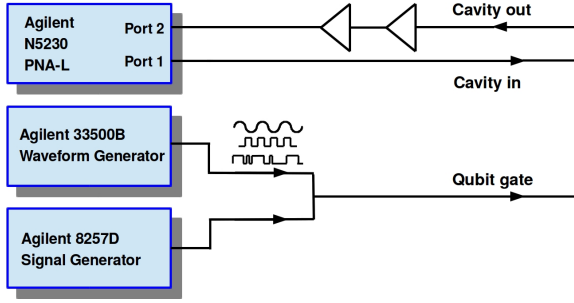 Agilent
N5230
PNA-L
Port 2
Port 1
Cavity out
Cavity in
Agilent 33500B
Waveform Generator
Qubit gate
Agilent 8257D
Signal Generator